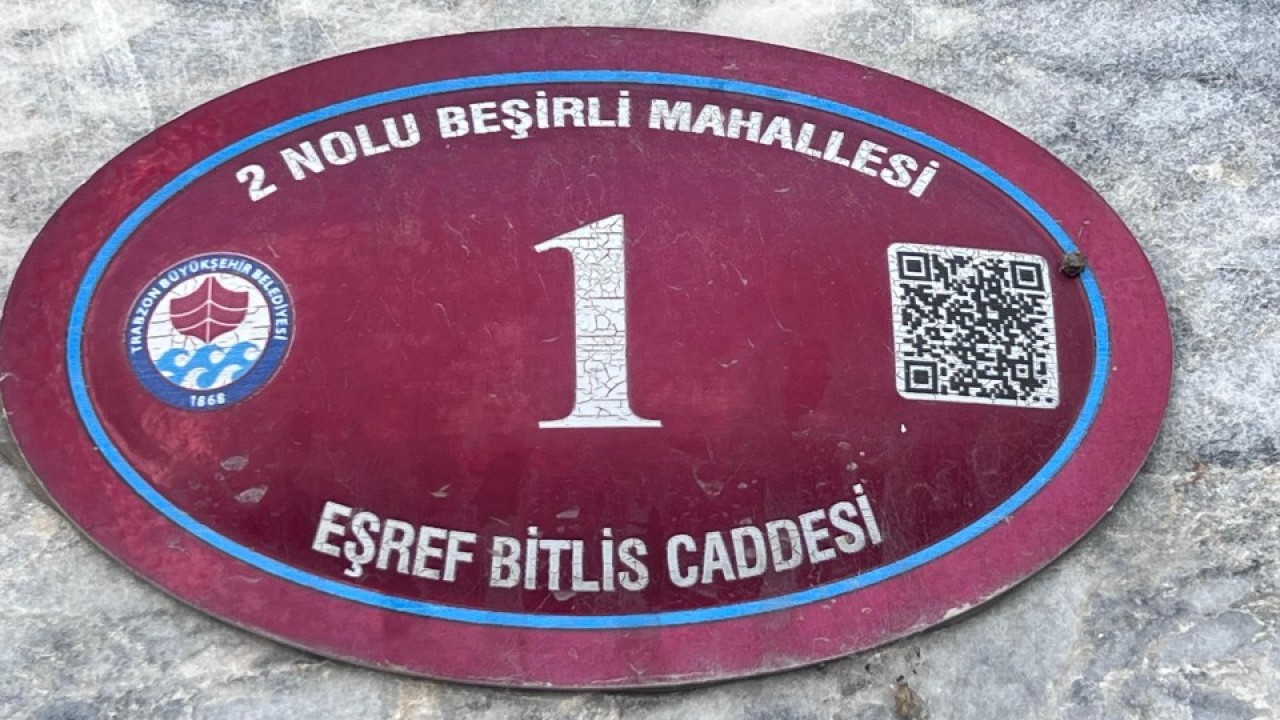 2 NOLU BEŞİRLİ MAHALLESİ
TRABZON BÜYÜKŞEHİR BELEDİYESİ
1868
1
EŞREF BİTLİS CADDESİ